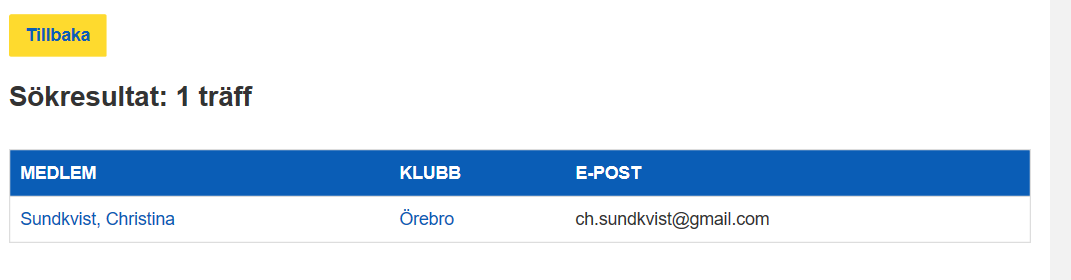 Tillbaka
Sökresultat: 1 träff
MEDLEM KLUBB E-POST
Sundkvist, Christina Örebro ch.sundkvist@gmail.com